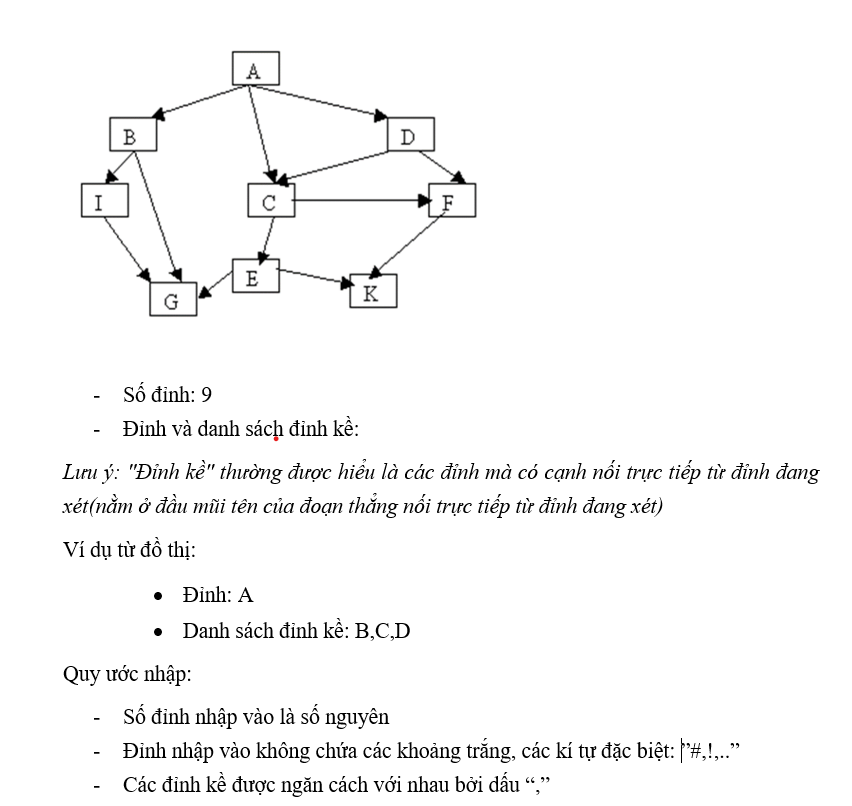 A
B
D
I
C
F
E
G
K
- Số đỉnh: 9
- Đỉnh và danh sách đỉnh kề:
Lưu ý: "Đỉnh kề" thường được hiểu là các đỉnh mà có cạnh nối trực tiếp từ đỉnh đang
xét(nằm ở đầu mũi tên của đoạn thẳng nối trực tiếp từ đỉnh đang xét)
Ví dụ từ đồ thị:
• Đỉnh: A
• Danh sách đỉnh kề: B,C,D
Quy ước nhập:
- Số đỉnh nhập vào là số nguyên
- Đỉnh nhập vào không chứa các khoảng trắng, các kí tự đặc biệt: ”#,!,..”
- Các đỉnh kề được ngăn cách với nhau bởi dấu “,”